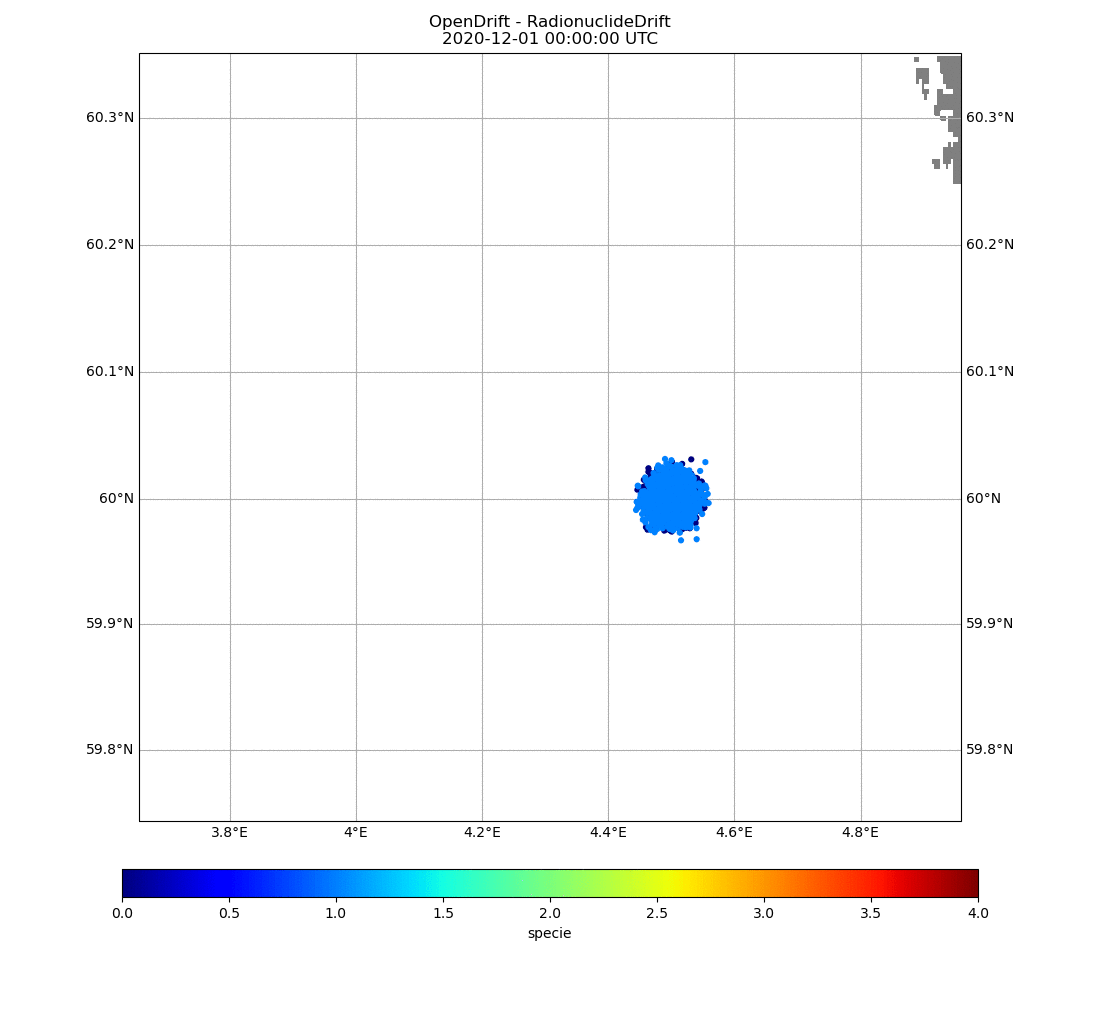 OpenDrift - RadionuclideDrift
2020-12-01 00:00:00 UTC
60.3°N 60.3°N
60.2°N 60.2°N
60.1°N 60.1°N
60°N 60°N
59.9°N 59.9°N
59.8°N 59.8°N
3.8°E 4°E 4.2°E 4.4°E 4.6°E 4.8°E
0.0 0.5 1.0 1.5 2.0 2.5 3.0 3.5 4.0
specie